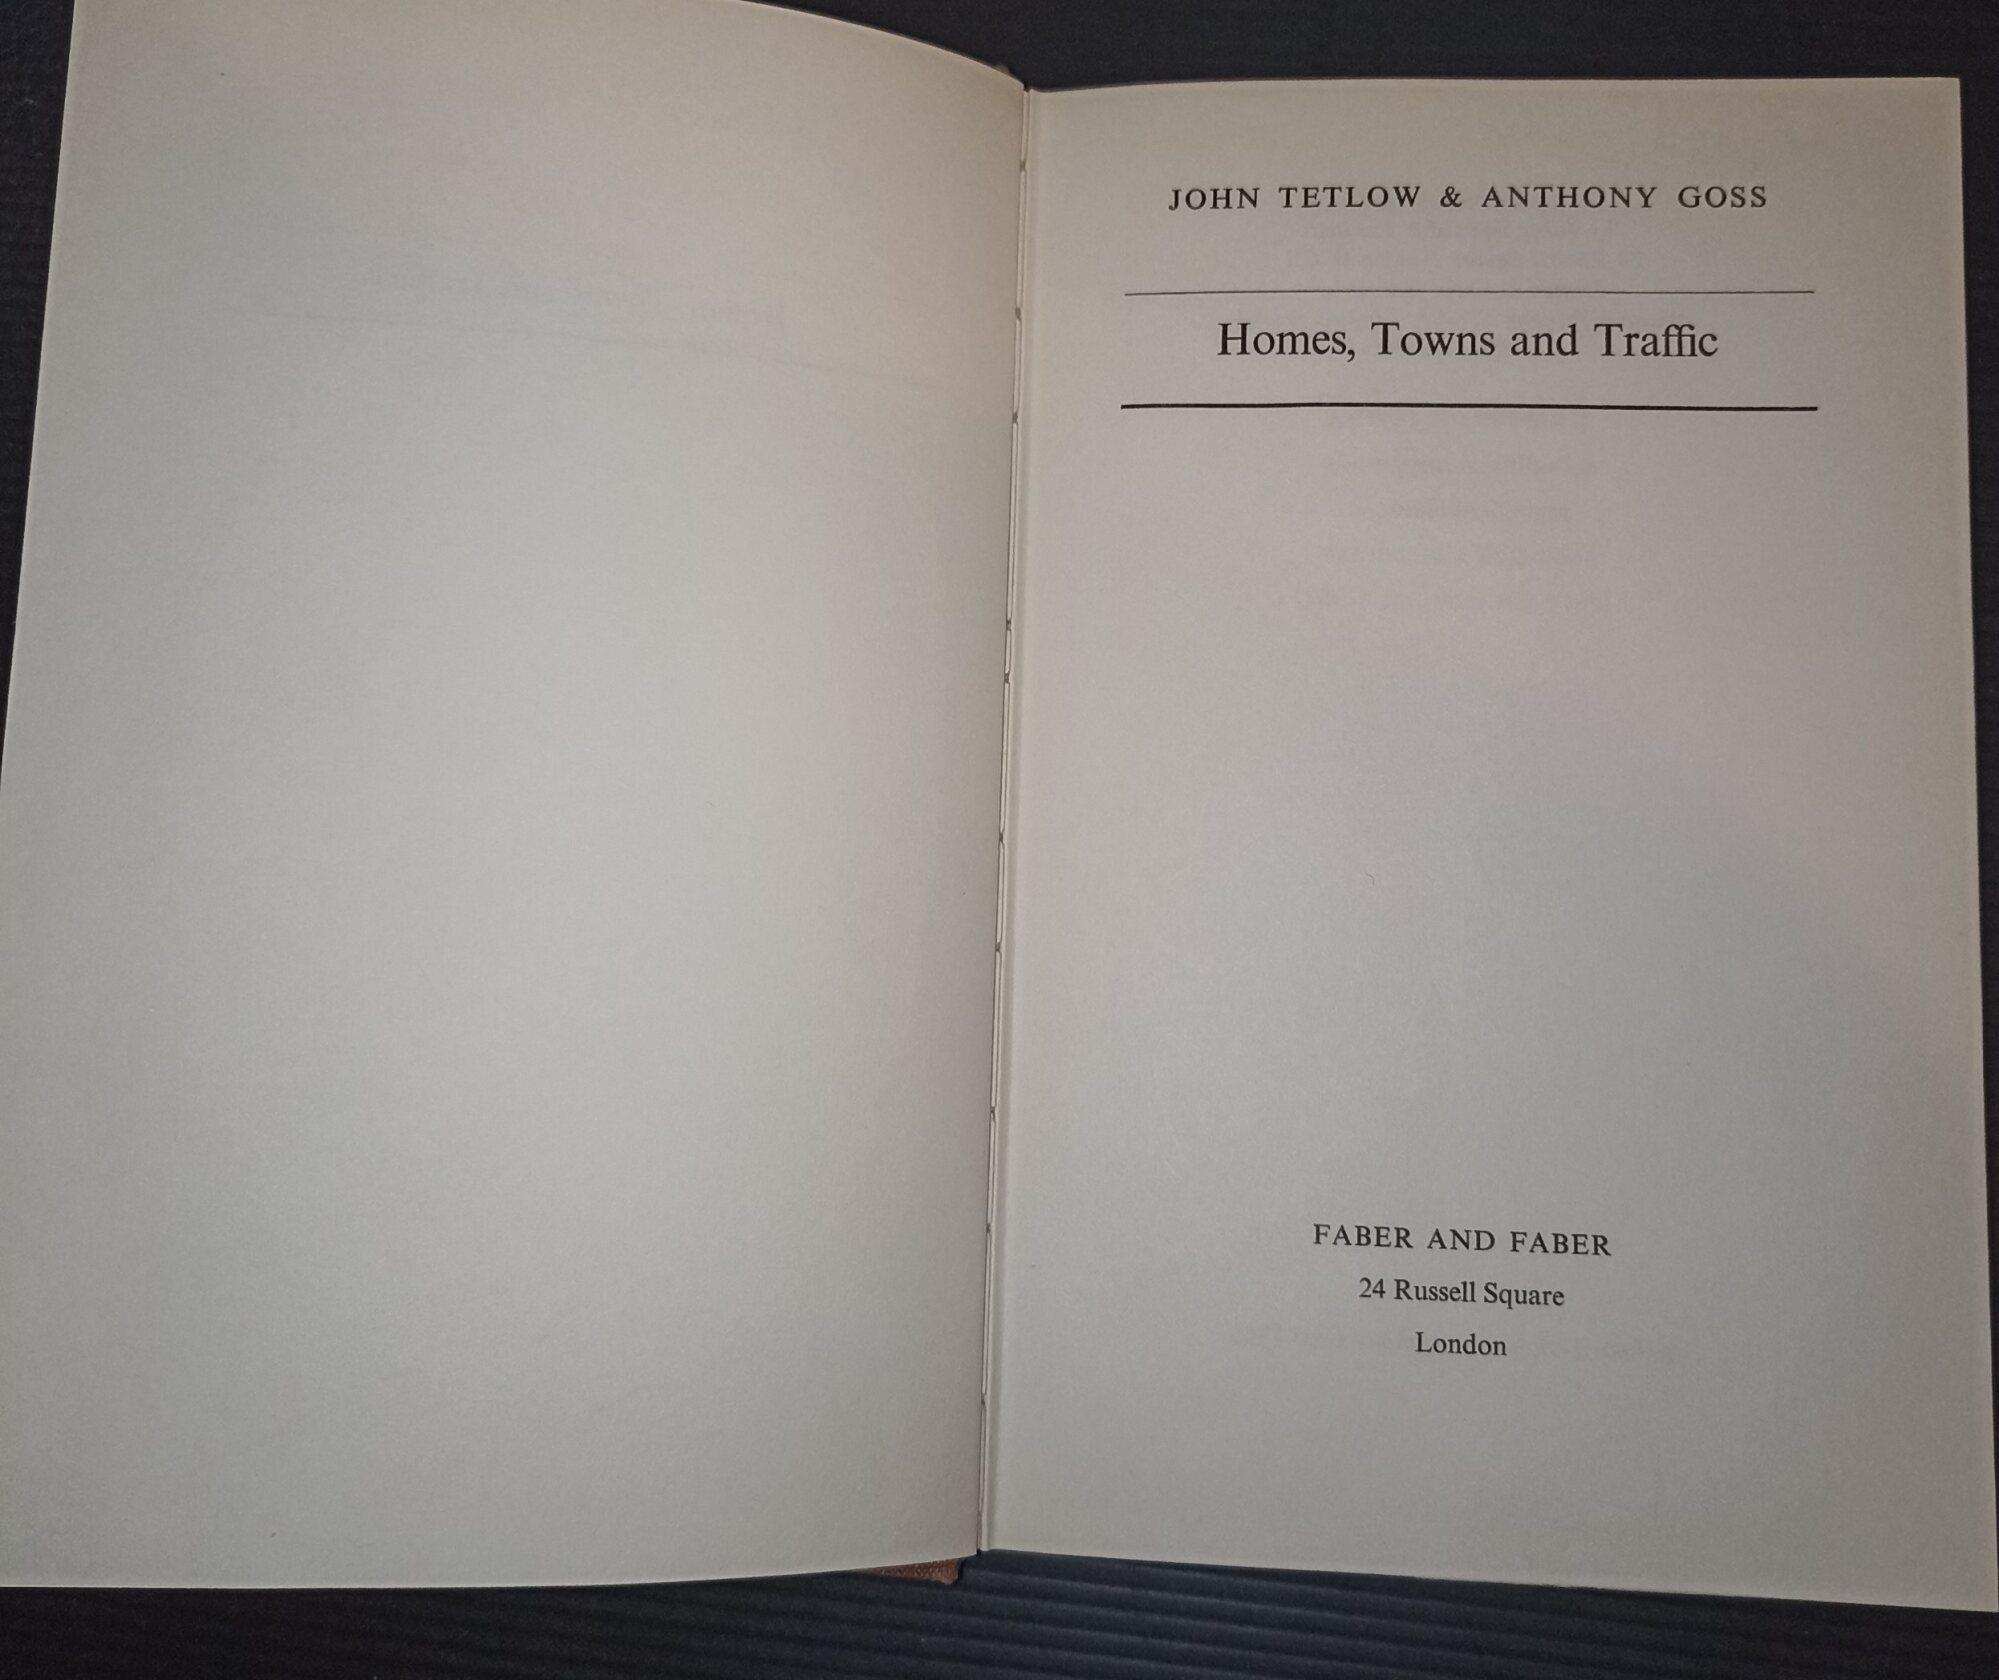 JOHN TETLOW & ANTHONY GOSS
Homes, Towns and Traffic
FABER AND FABER
24 Russell Square
London